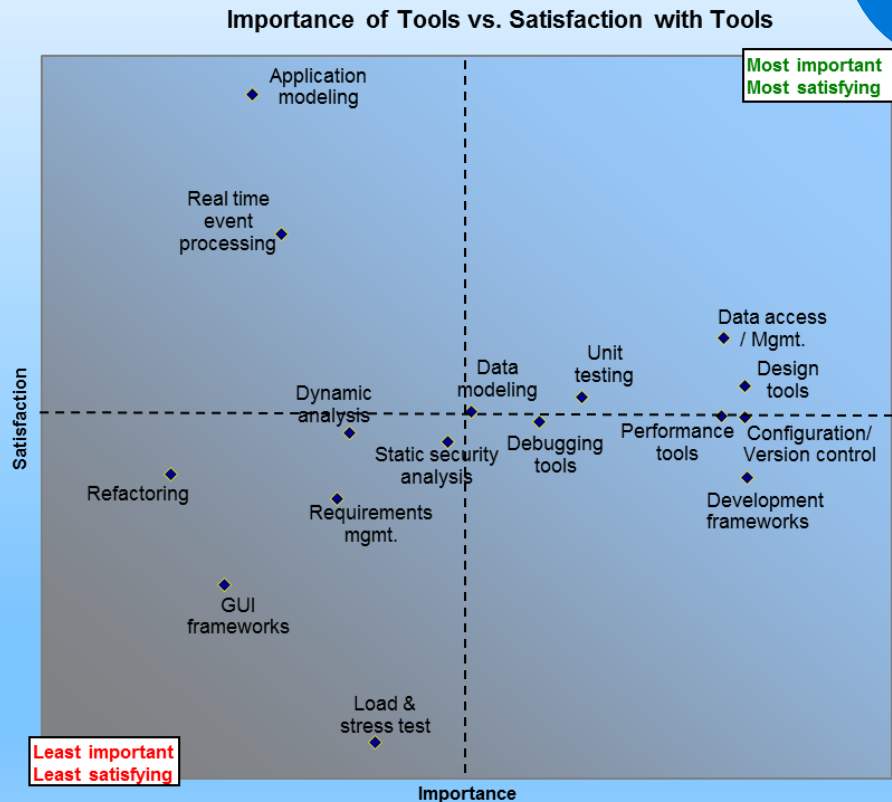 Importance of Tools vs. Satisfaction with Tools
Most important
Most satisfying
Application
modeling
Real time
event
processing
Data access
/ Mgmt.
Unit
testing
Data
modeling
Design
tools
Dynamic
analysis
Satisfaction
Static security
analysis
Debugging
tools
Performance
tools
Configuration/
Version control
Refactoring
Requirements
mgmt.
Development
frameworks
GUI
frameworks
Load &
stress test
Least important
Least satisfying
Importance